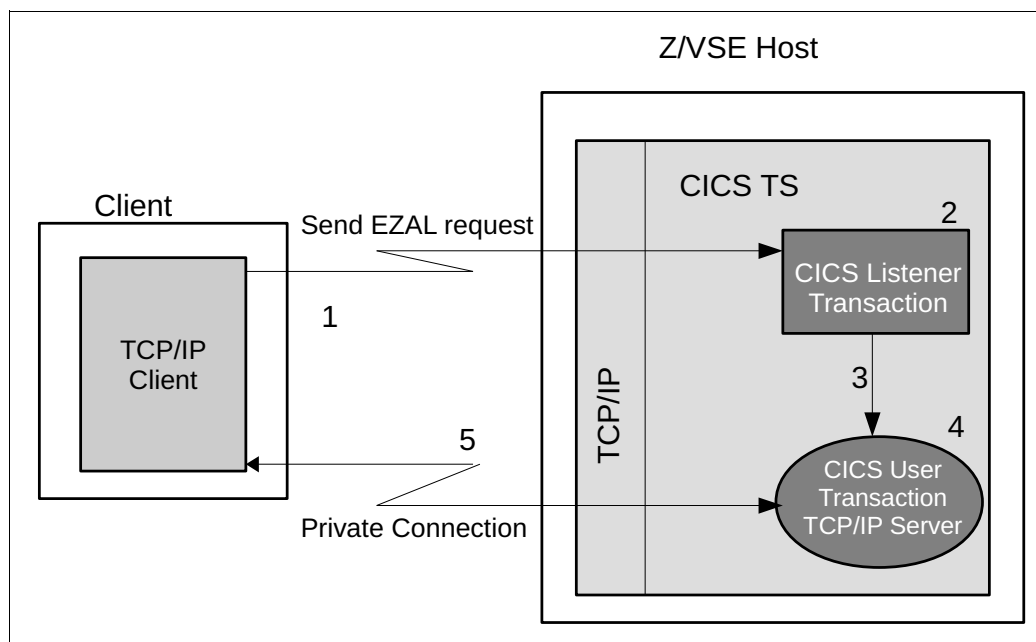 Z/VSE Host
CICS TS
Client
Send EZAL request
2
CICS Listener
Transaction
1
TCP/IP
Client
3
TCP/IP
5
4
CICS User
Transaction
TCP/IP Server
Private Connection